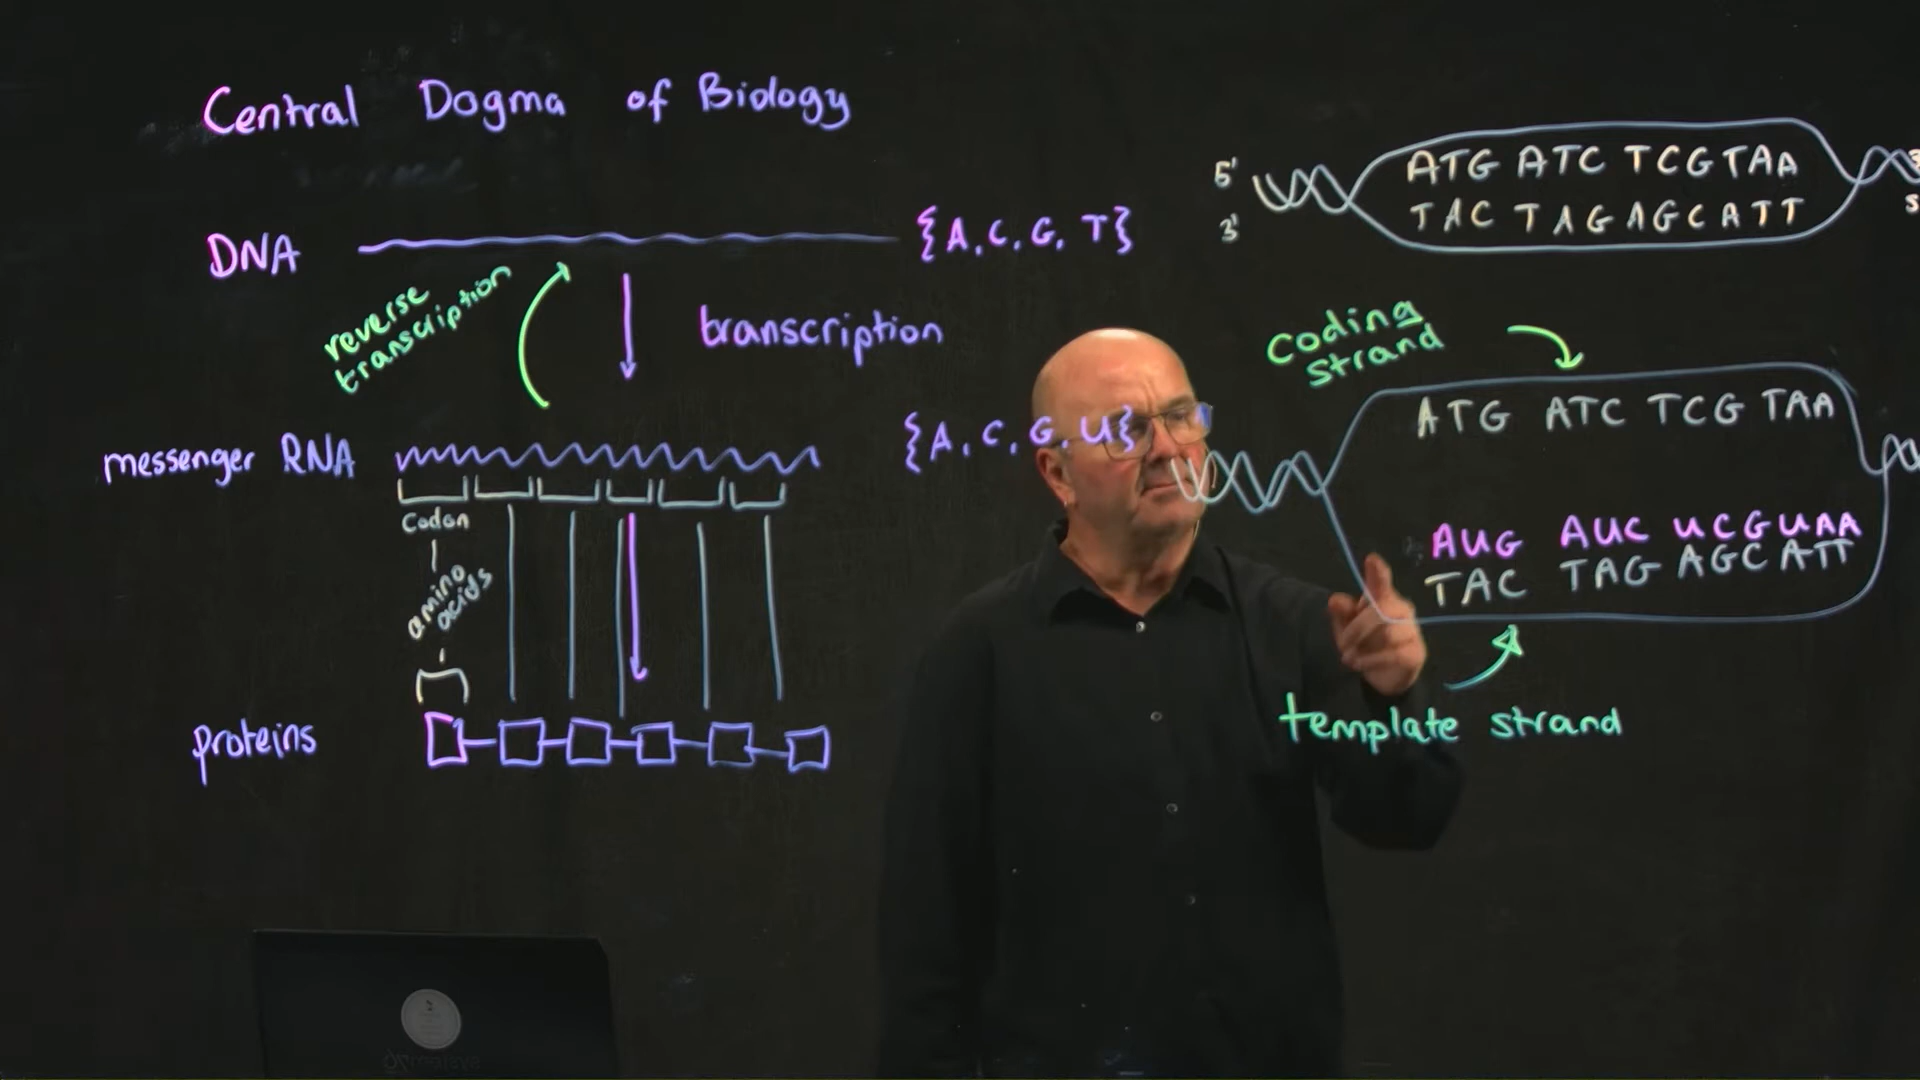 Central Dogma of Biology
DNA
{A, C, G, T}
reverse
transcription
transcription
messenger RNA
{A, C, G, U}
Codon
amino
acids
proteins
5'
ATG ATC TCG TAA
3'
TAC TAG AGC ATT
coding
strand
ATG ATC TCG TAA
AUG AUC UCG UAA
TAC TAG AGC ATT
template strand